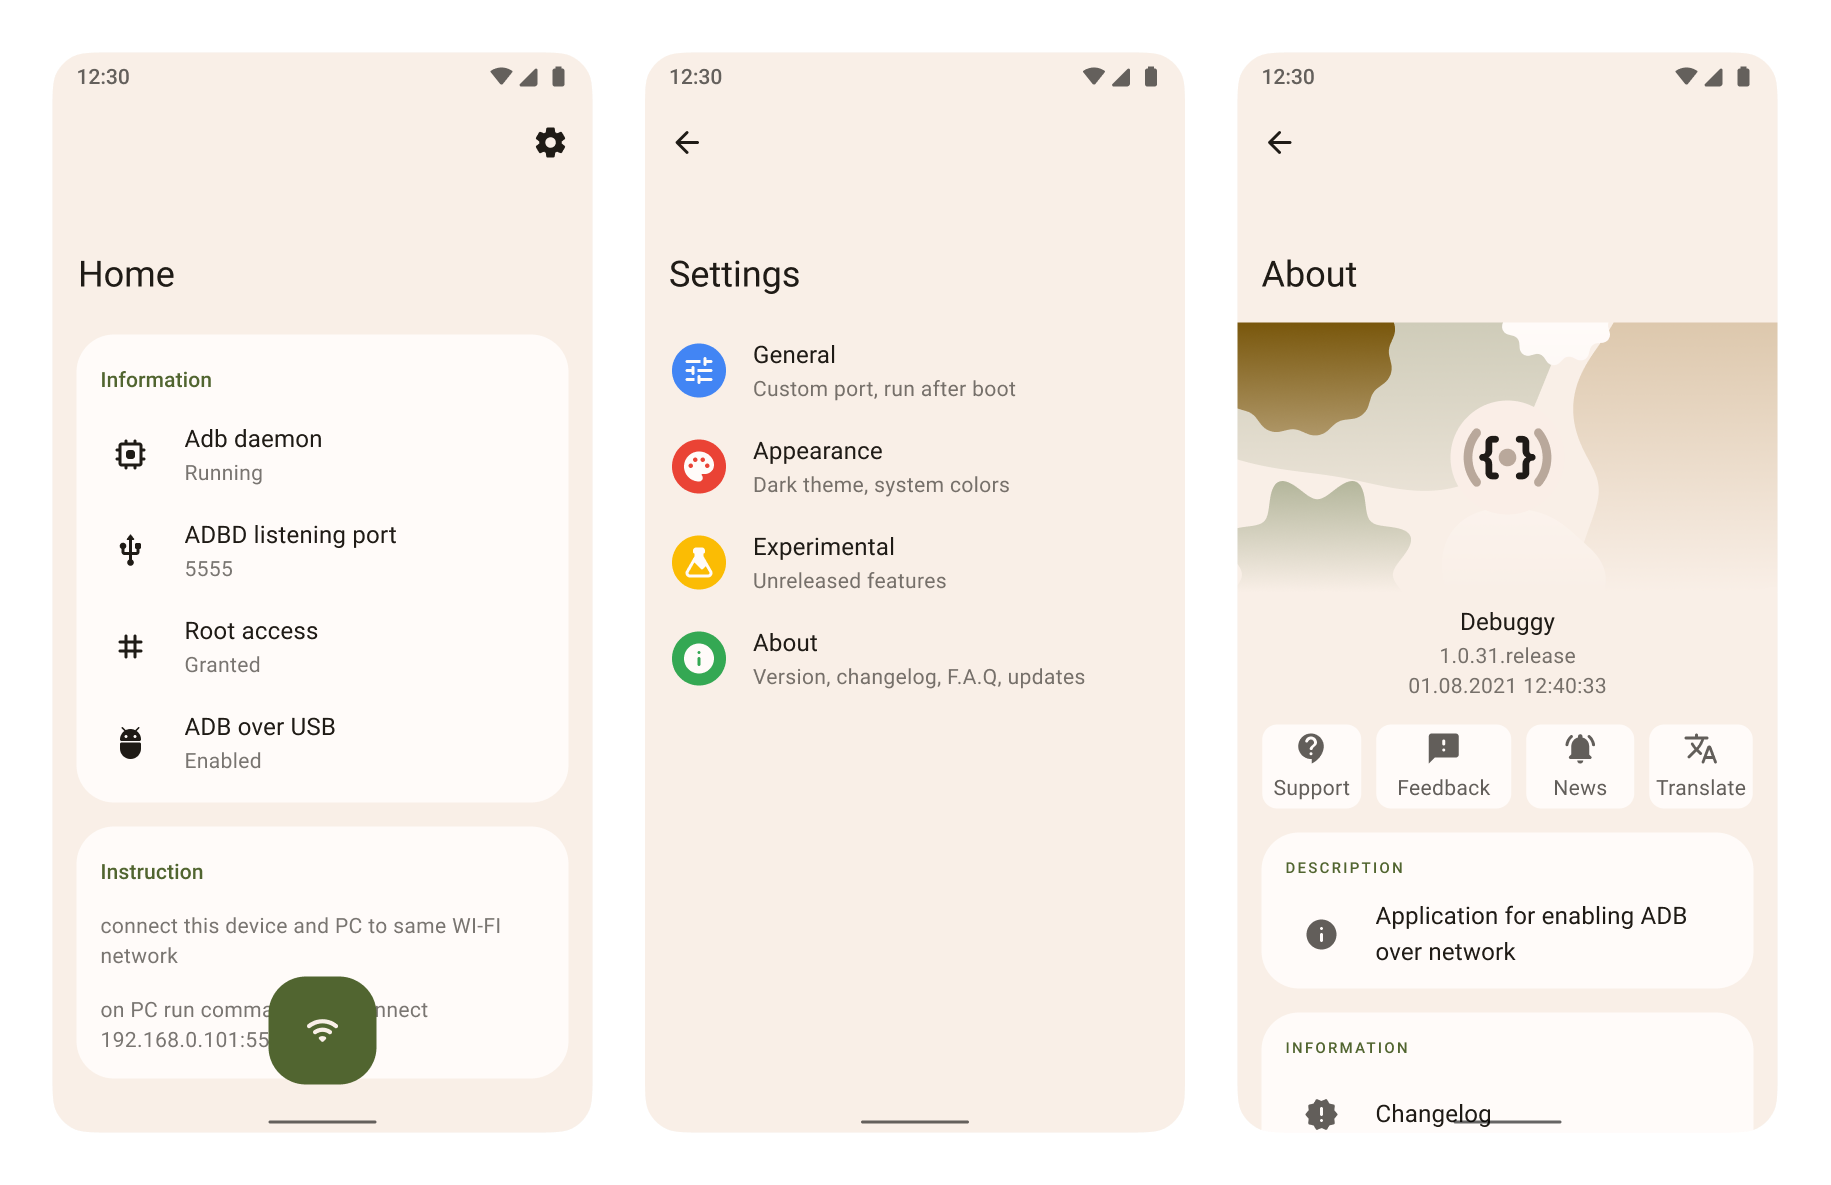 12:30
Home
Information
Adb daemon
Running
ADBD listening port
5555
Root access
Granted
ADB over USB
Enabled
Instruction
connect this device and PC to same WI-FI
network
on PC run comma nnect
192.168.0.101:55
12:30
Settings
General
Custom port, run after boot
Appearance
Dark theme, system colors
Experimental
Unreleased features
About
Version, changelog, F.A.Q, updates
12:30
About
{ }
Debuggy
1.0.31.release
01.08.2021 12:40:33
Support
Feedback
News
Translate
DESCRIPTION
Application for enabling ADB
over network
INFORMATION
Changelog